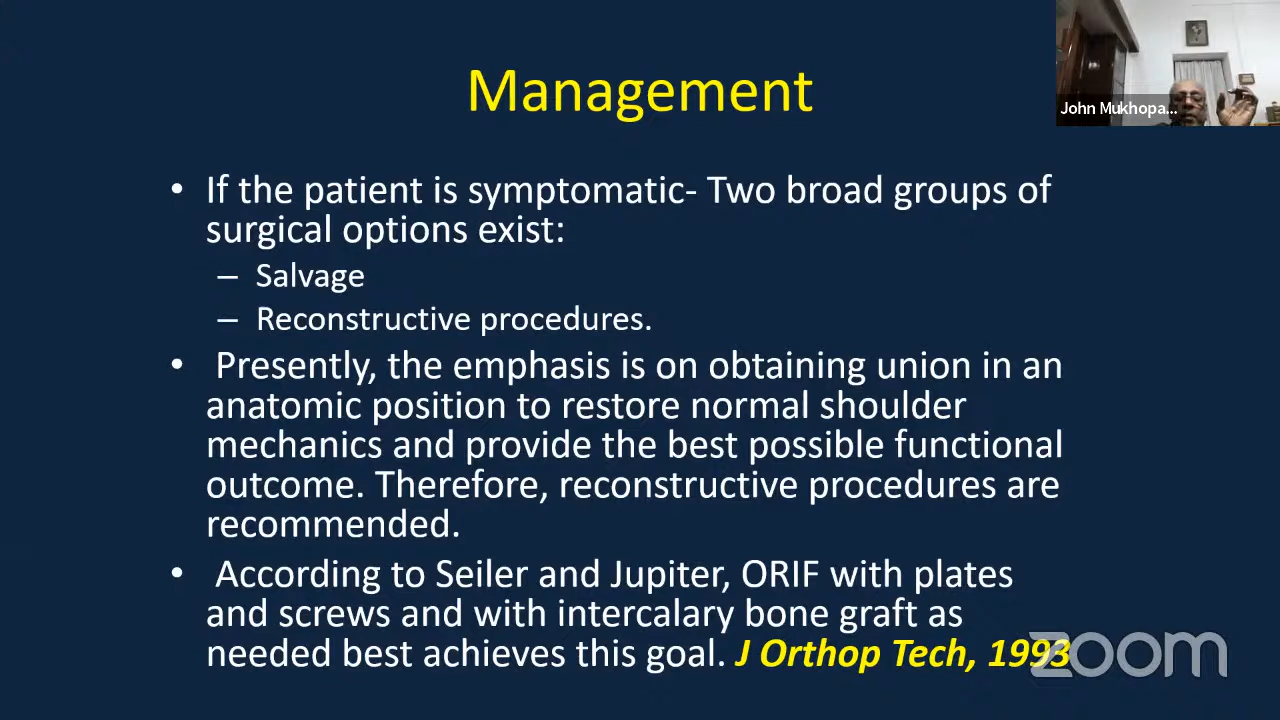 Management
John Mukhopa...
• If the patient is symptomatic- Two broad groups of
surgical options exist:
– Salvage
– Reconstructive procedures.
• Presently, the emphasis is on obtaining union in an
anatomic position to restore normal shoulder
mechanics and provide the best possible functional
outcome. Therefore, reconstructive procedures are
recommended.
• According to Seiler and Jupiter, ORIF with plates
and screws and with intercalary bone graft as
needed best achieves this goal. J Orthop Tech, 1993
zoom